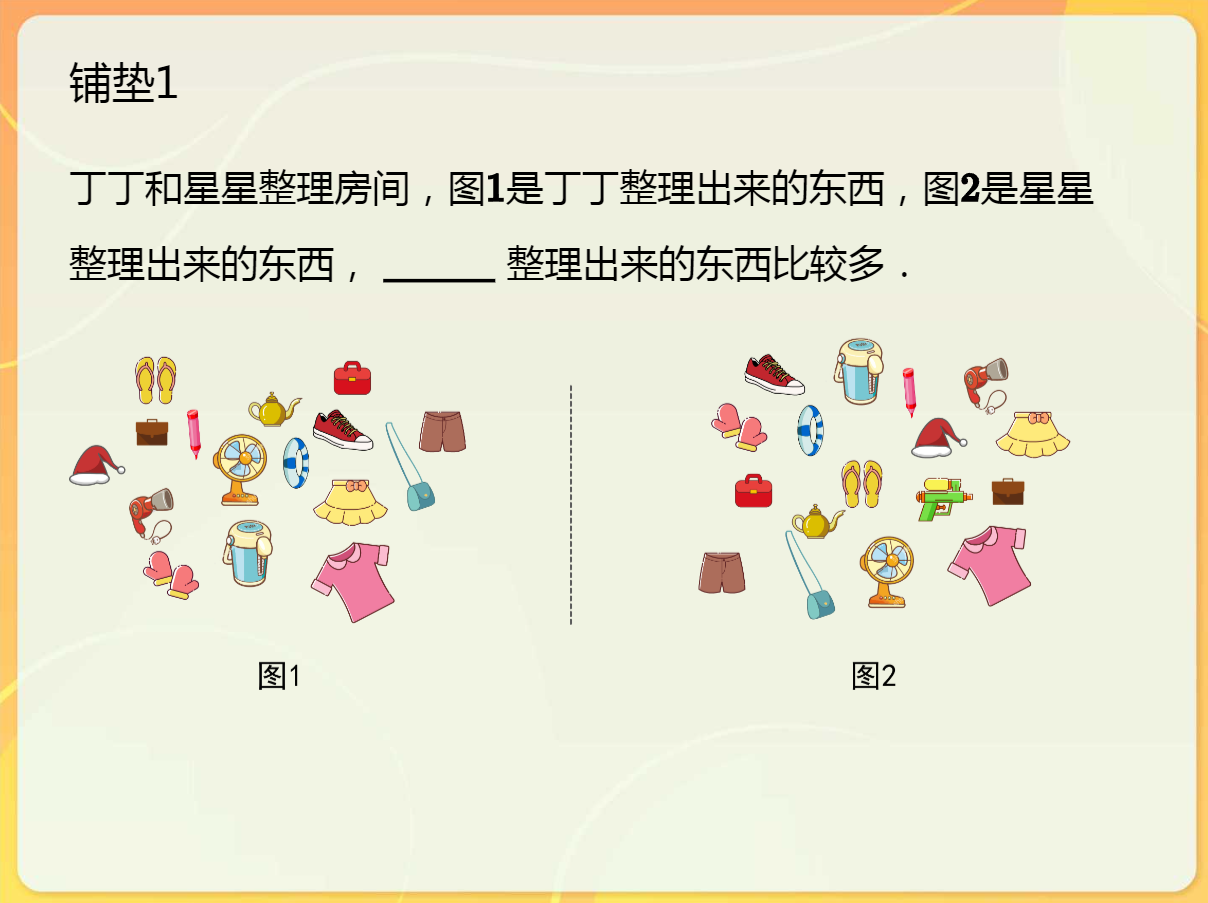 铺垫1
丁丁和星星整理房间，图1是丁丁整理出来的东西，图2是星星
整理出来的东西， ______ 整理出来的东西比较多．
图1
图2